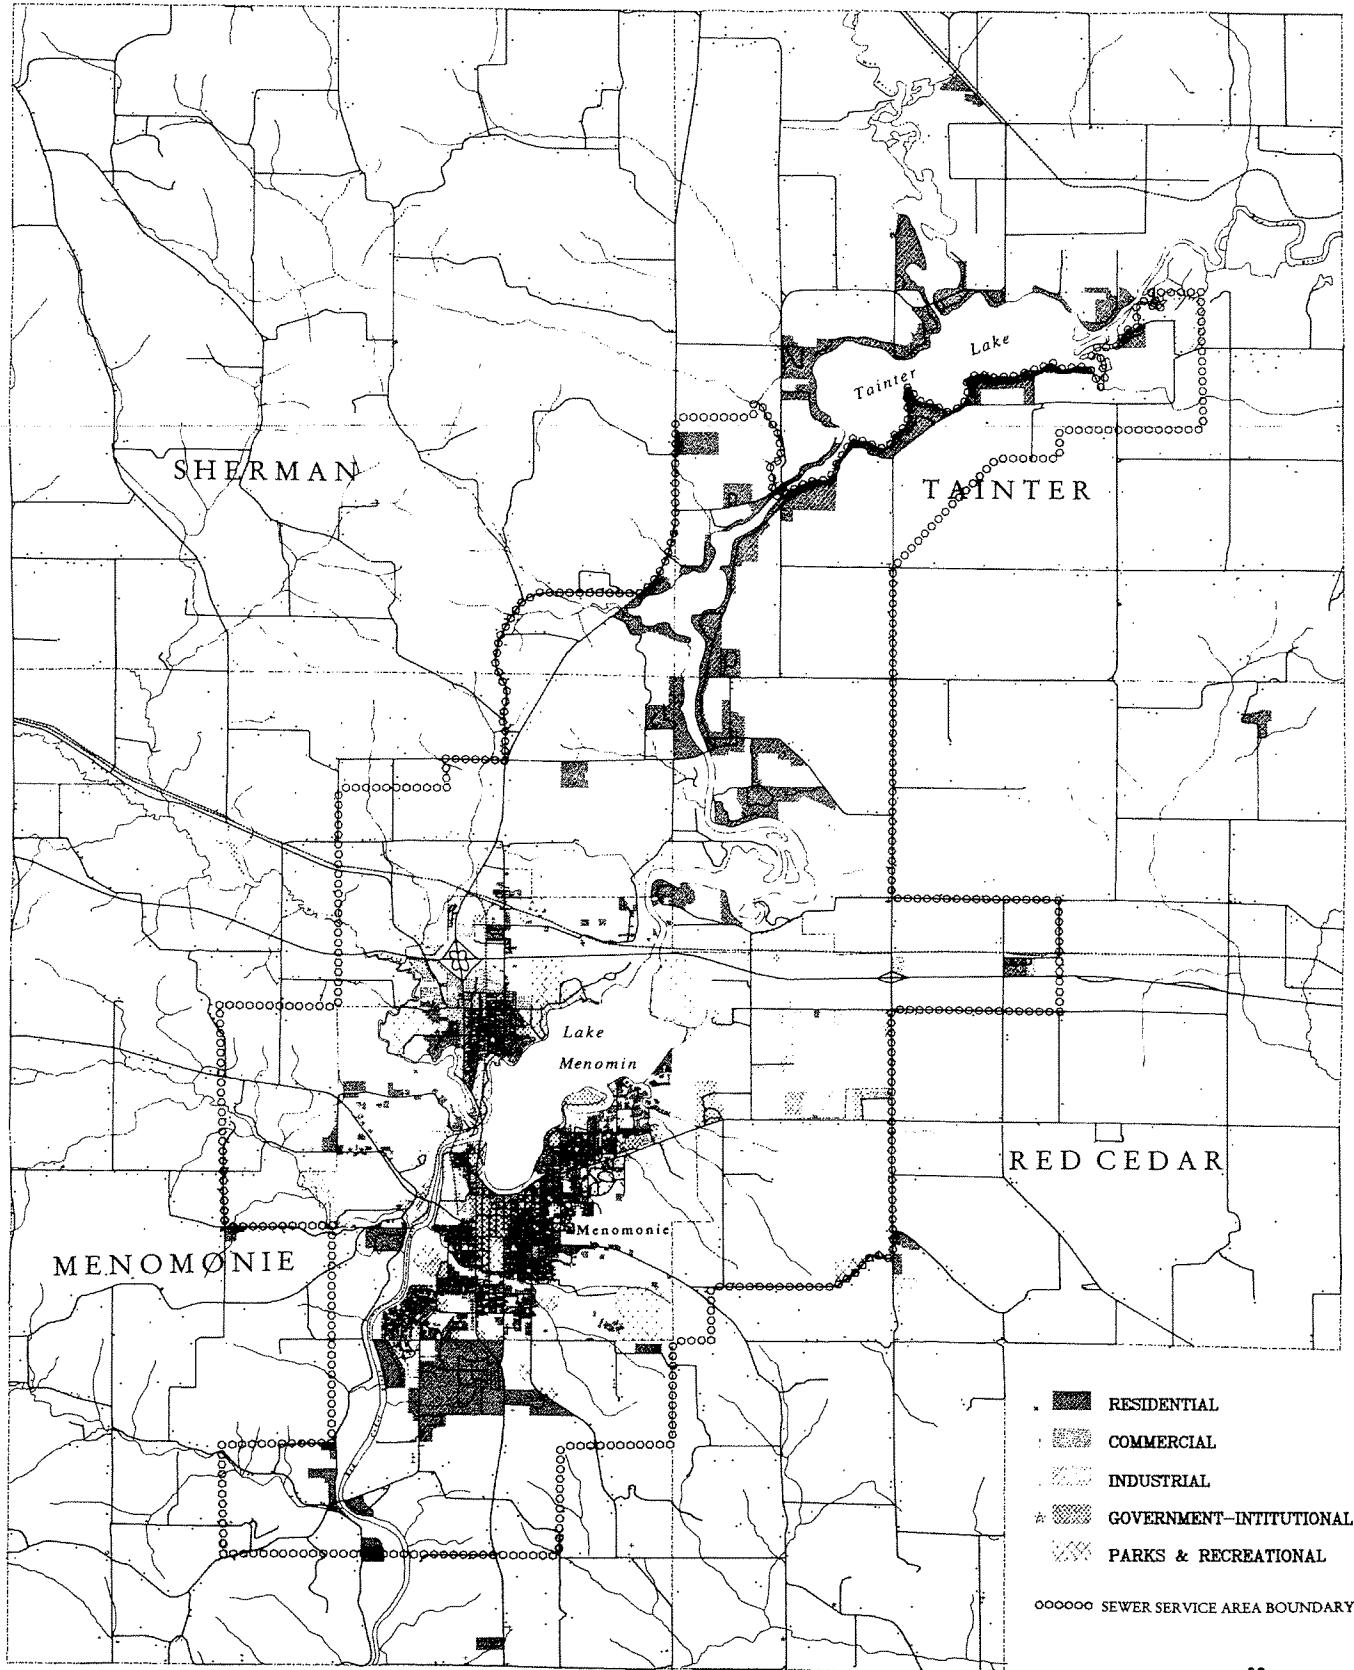 Lake
Tainter
SHERMAN
TAINTER
Lake
Menomin
RED CEDAR
Menomonie
MENOMONIE
RESIDENTIAL
COMMERCIAL
INDUSTRIAL
GOVERNMENT-INTITUTIONAL
PARKS & RECREATIONAL
SEWER SERVICE AREA BOUNDARY